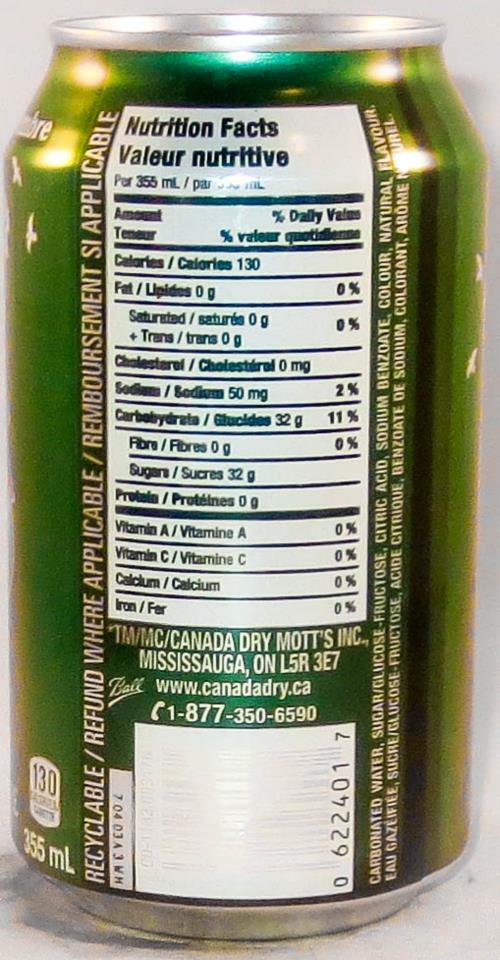 Nutrition Facts
Valeur nutritive
Per 355 mL / par mL
Amount % Daily Value
Teneur % valeur quotidienne
Calories / Calories 130
Fat / Lipides 0 g 0 %
Saturated / saturés 0 g
+ Trans / trans 0 g 0 %
Cholesterol / Cholestérol 0 mg
Sodium / Sodium 50 mg 2 %
Carbohydrate / Glucides 32 g 11 %
Fibre / Fibres 0 g 0 %
Sugars / Sucres 32 g
Protein / Protéines 0 g
Vitamin A / Vitamine A 0 %
Vitamin C / Vitamine C 0 %
Calcium / Calcium 0 %
Iron / Fer 0 %
TM/MC/CANADA DRY MOTT'S INC.,
MISSISSAUGA, ON L5R 3E7
Ball www.canadadry.ca
1-877-350-6590
RECYCLABLE / REFUND WHERE APPLICABLE / REMBOURSEMENT SI APPLICABLE
CARBONATED WATER, SUGAR/GLUCOSE-FRUCTOSE, CITRIC ACID, SODIUM BENZOATE, COLOUR, NATURAL FLAVOUR.
EAU GAZÉIFIÉE, SUCRE/GLUCOSE-FRUCTOSE, ACIDE CITRIQUE, BENZOATE DE SODIUM, COLORANT, ARÔME NATUREL.
0 622401 7
130
355 mL